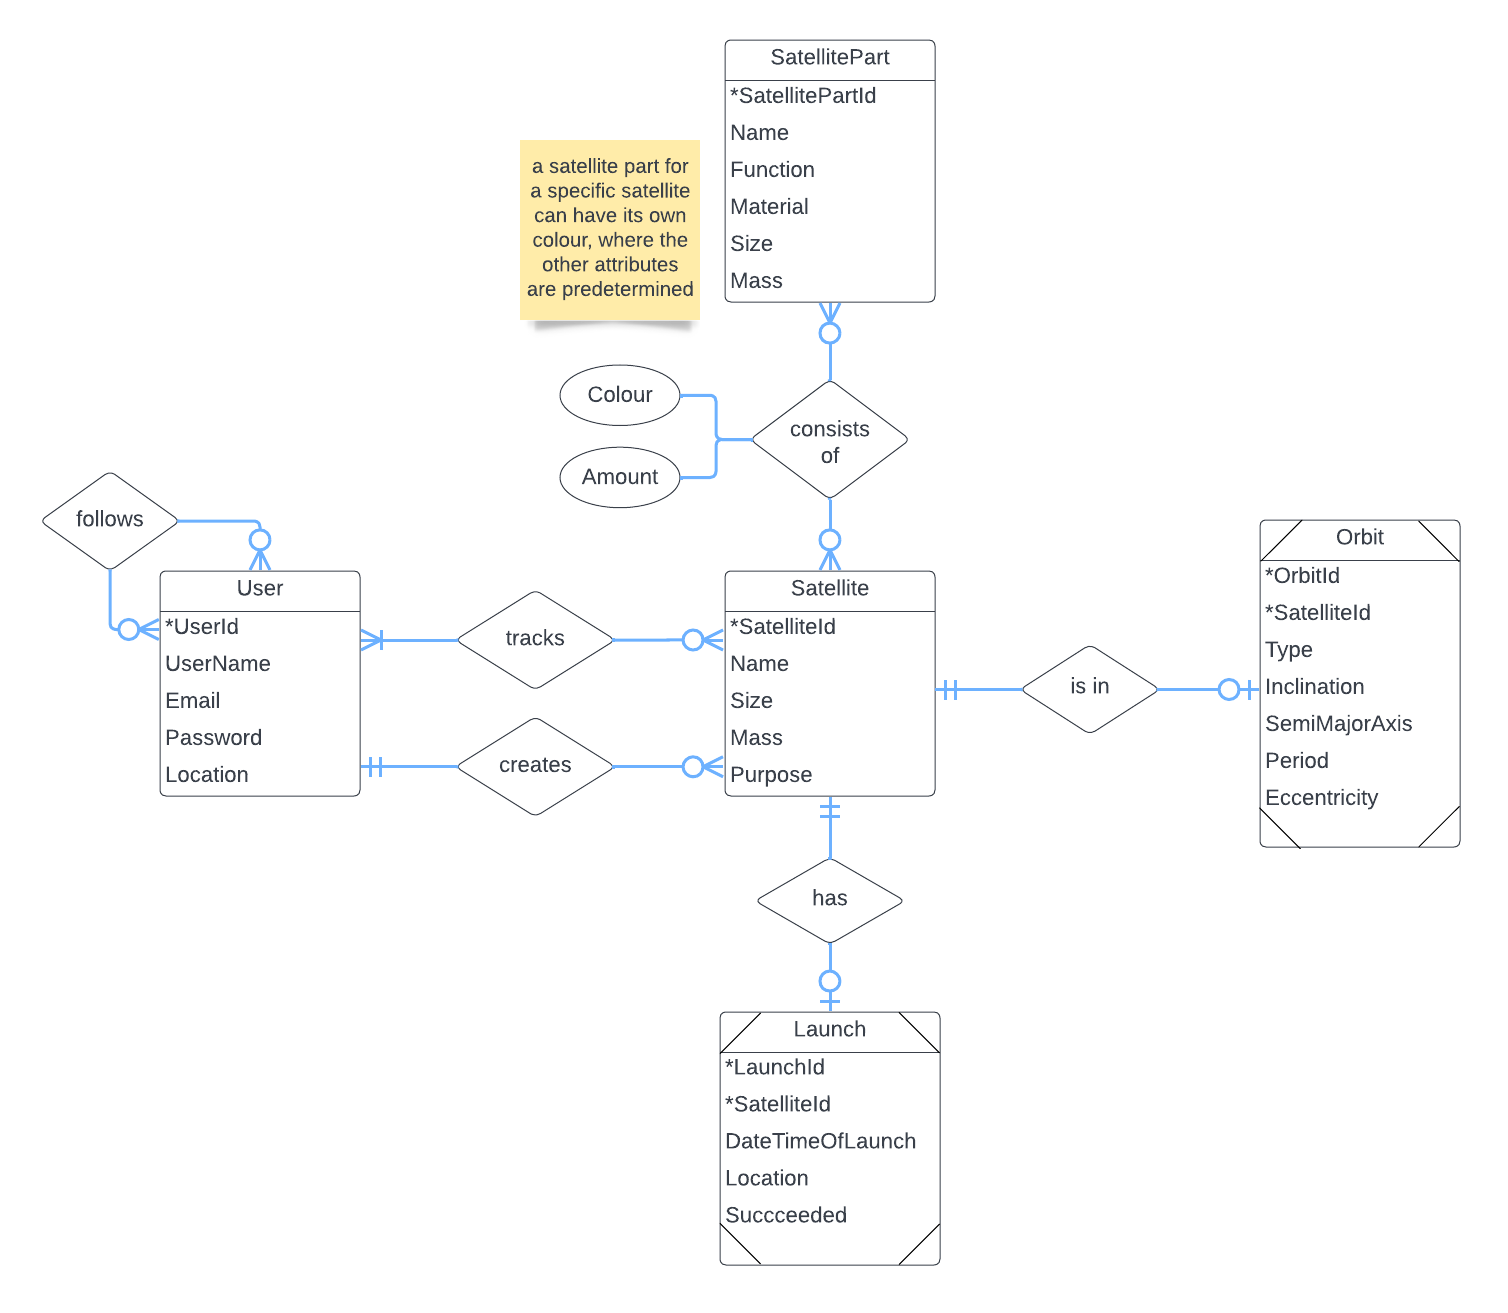 SatellitePart
*SatellitePartId
Name
Function
Material
Size
Mass
a satellite part for
a specific satellite
can have its own
colour, where the
other attributes
are predetermined
Colour
Amount
consists
of
follows
User
*UserId
UserName
Email
Password
Location
tracks
creates
Satellite
*SatelliteId
Name
Size
Mass
Purpose
is in
Orbit
*OrbitId
*SatelliteId
Type
Inclination
SemiMajorAxis
Period
Eccentricity
has
Launch
*LaunchId
*SatelliteId
DateTimeOfLaunch
Location
Succceeded